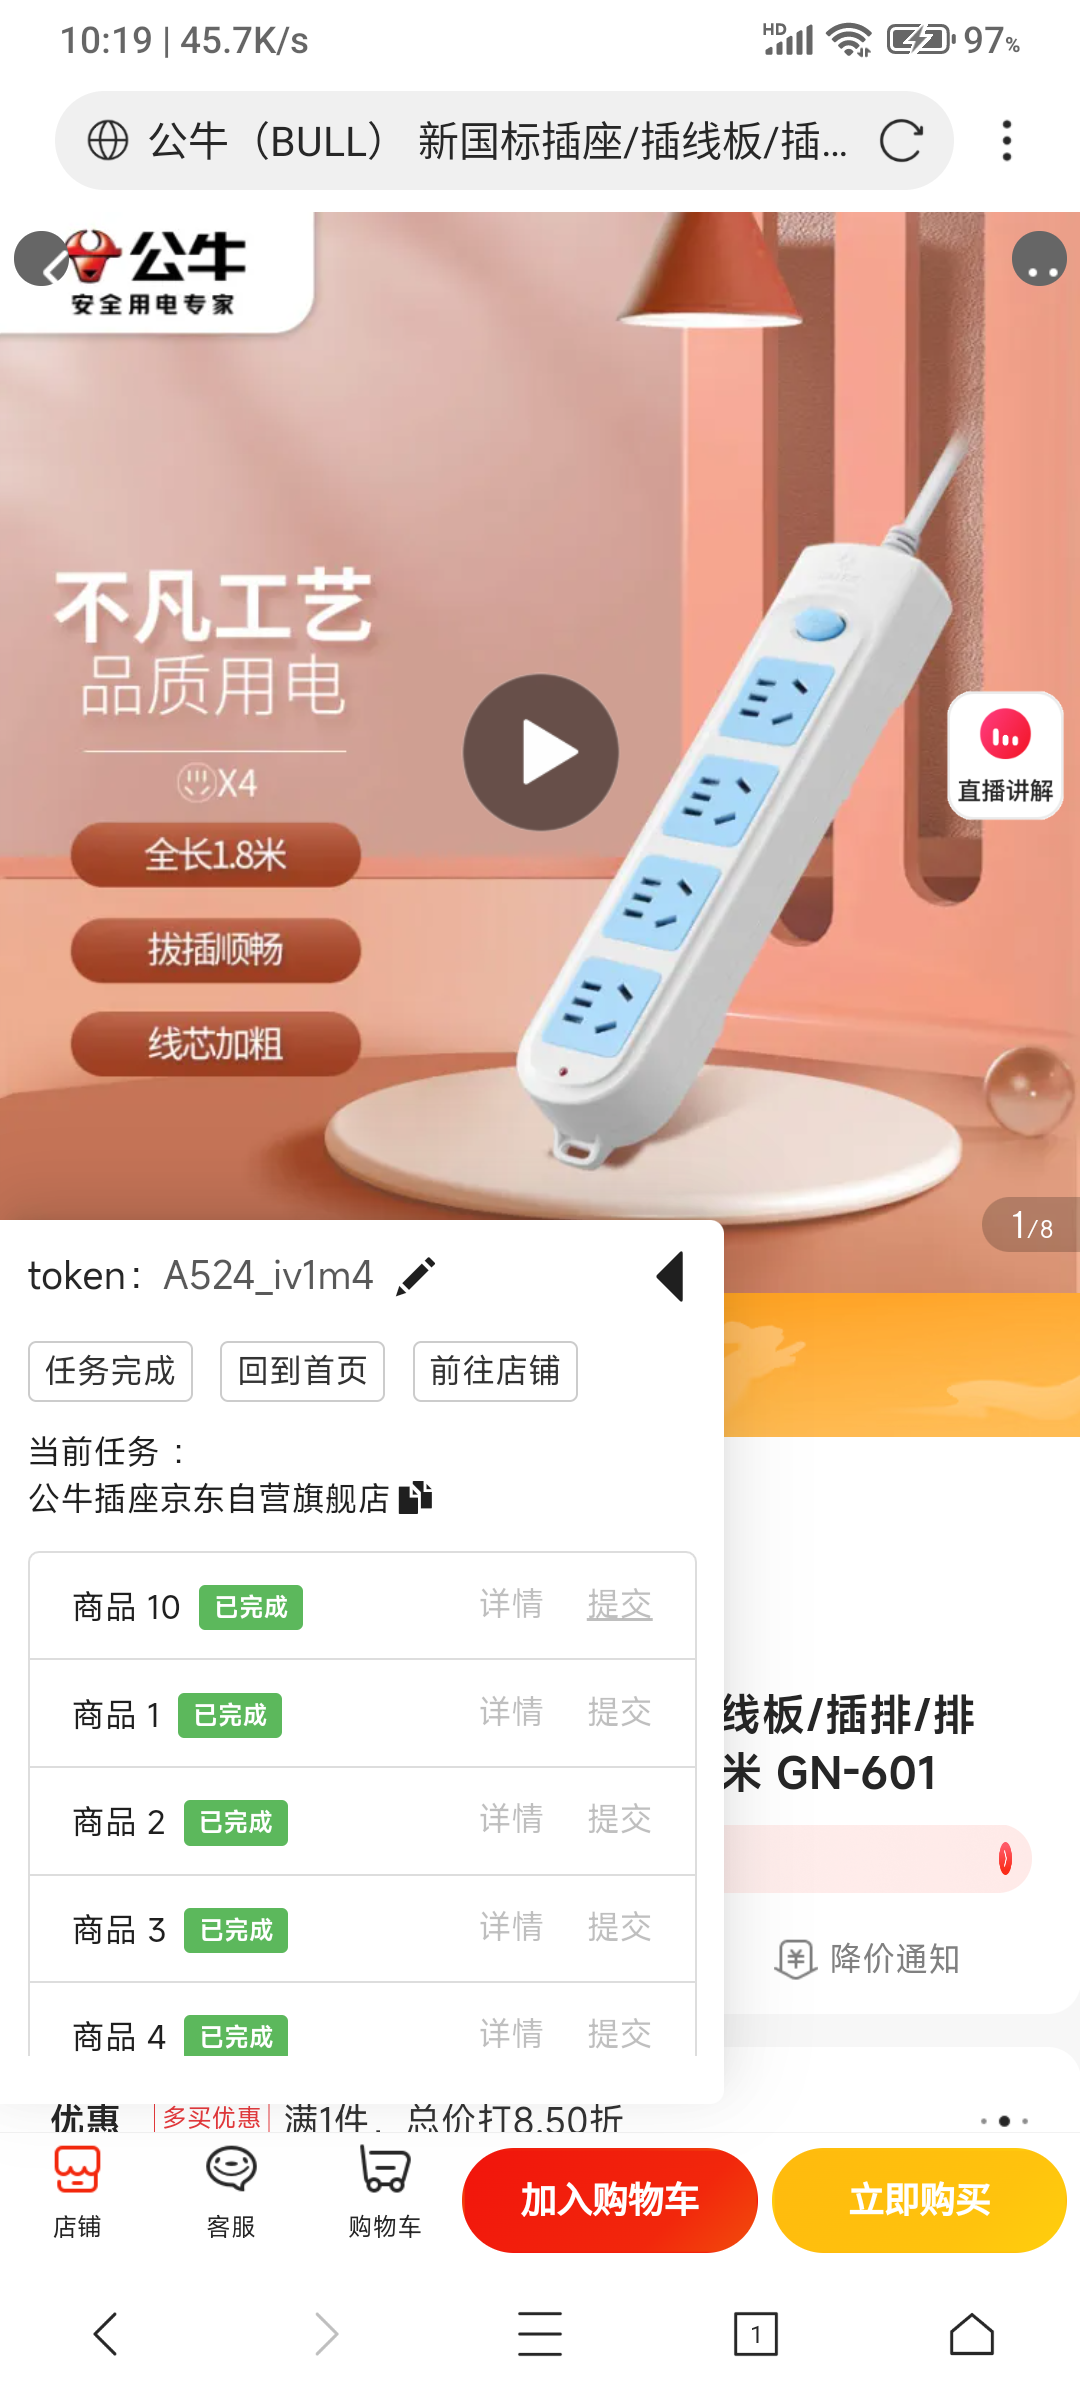 10:19 | 45.7K/s
HD
97%
公牛（BULL） 新国标插座/插线板/插...
公牛
安全用电专家
不凡工艺
品质用电
X4
全长1.8米
拔插顺畅
线芯加粗
直播讲解
1/8
token: A524_iv1m4
任务完成
回到首页
前往店铺
当前任务 :
公牛插座京东自营旗舰店
商品 10 已完成 详情 提交
商品 1 已完成 详情 提交
商品 2 已完成 详情 提交
商品 3 已完成 详情 提交
商品 4 已完成 详情 提交
线板/插排/排
米 GN-601
降价通知
优惠 多买优惠 满1件，总价打8.50折
店铺
客服
购物车
加入购物车
立即购买
1